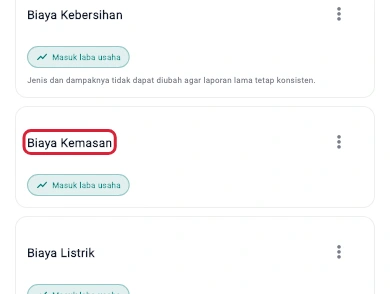 Biaya Kebersihan
Masuk laba usaha
Jenis dan dampaknya tidak dapat diubah agar laporan lama tetap konsisten.
Biaya Kemasan
Masuk laba usaha
Biaya Listrik